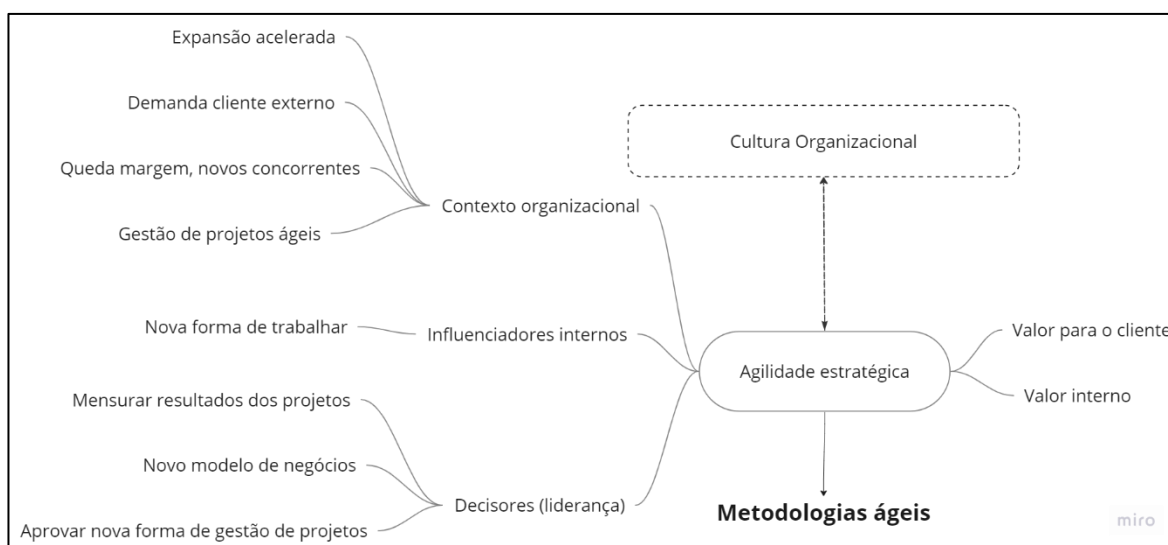 Expansão acelerada
Demanda cliente externo
Queda margem, novos concorrentes
Gestão de projetos ágeis
Contexto organizacional
Nova forma de trabalhar
Influenciadores internos
Mensurar resultados dos projetos
Novo modelo de negócios
Aprovar nova forma de gestão de projetos
Decisores (liderança)
Cultura Organizacional
Agilidade estratégica
Valor para o cliente
Valor interno
Metodologias ágeis
miro